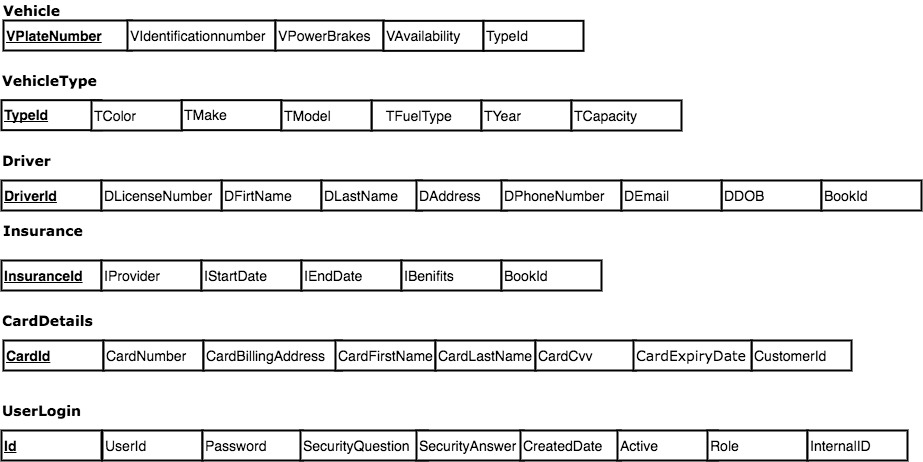 Vehicle
VPlateNumber VIdentificationnumber VPowerBrakes VAvailability TypeId
VehicleType
TypeId TColor TMake TModel TFuelType TYear TCapacity
Driver
DriverId DLicenseNumber DFirtName DLastName DAddress DPhoneNumber DEmail DDOB BookId
Insurance
InsuranceId IProvider IStartDate IEndDate IBenifits BookId
CardDetails
CardId CardNumber CardBillingAddress CardFirstName CardLastName CardCvv CardExpiryDate CustomerId
UserLogin
Id UserId Password SecurityQuestion SecurityAnswer CreatedDate Active Role InternalID